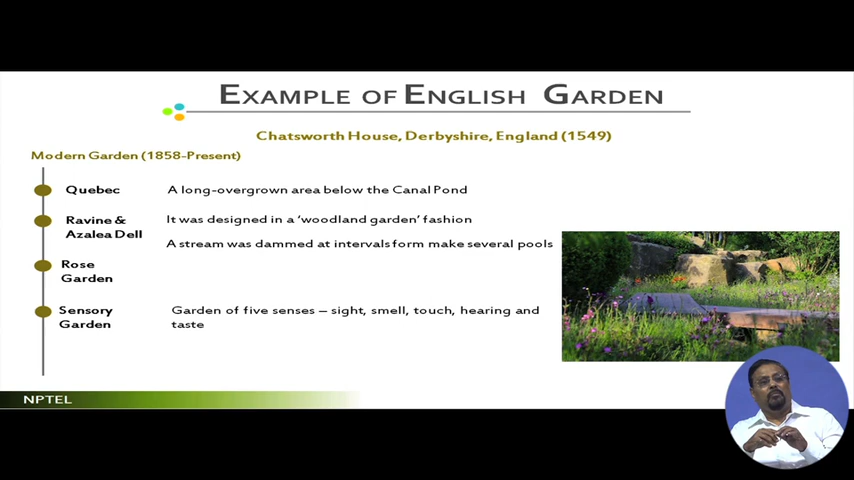 EXAMPLE OF ENGLISH GARDEN
Chatsworth House, Derbyshire, England (1549)
Modern Garden (1858-Present)
Quebec
A long-overgrown area below the Canal Pond
Ravine &
Azalea Dell
It was designed in a ‘woodland garden’ fashion
A stream was dammed at intervals form make several pools
Rose
Garden
Sensory
Garden
Garden of five senses – sight, smell, touch, hearing and
taste
NPTEL